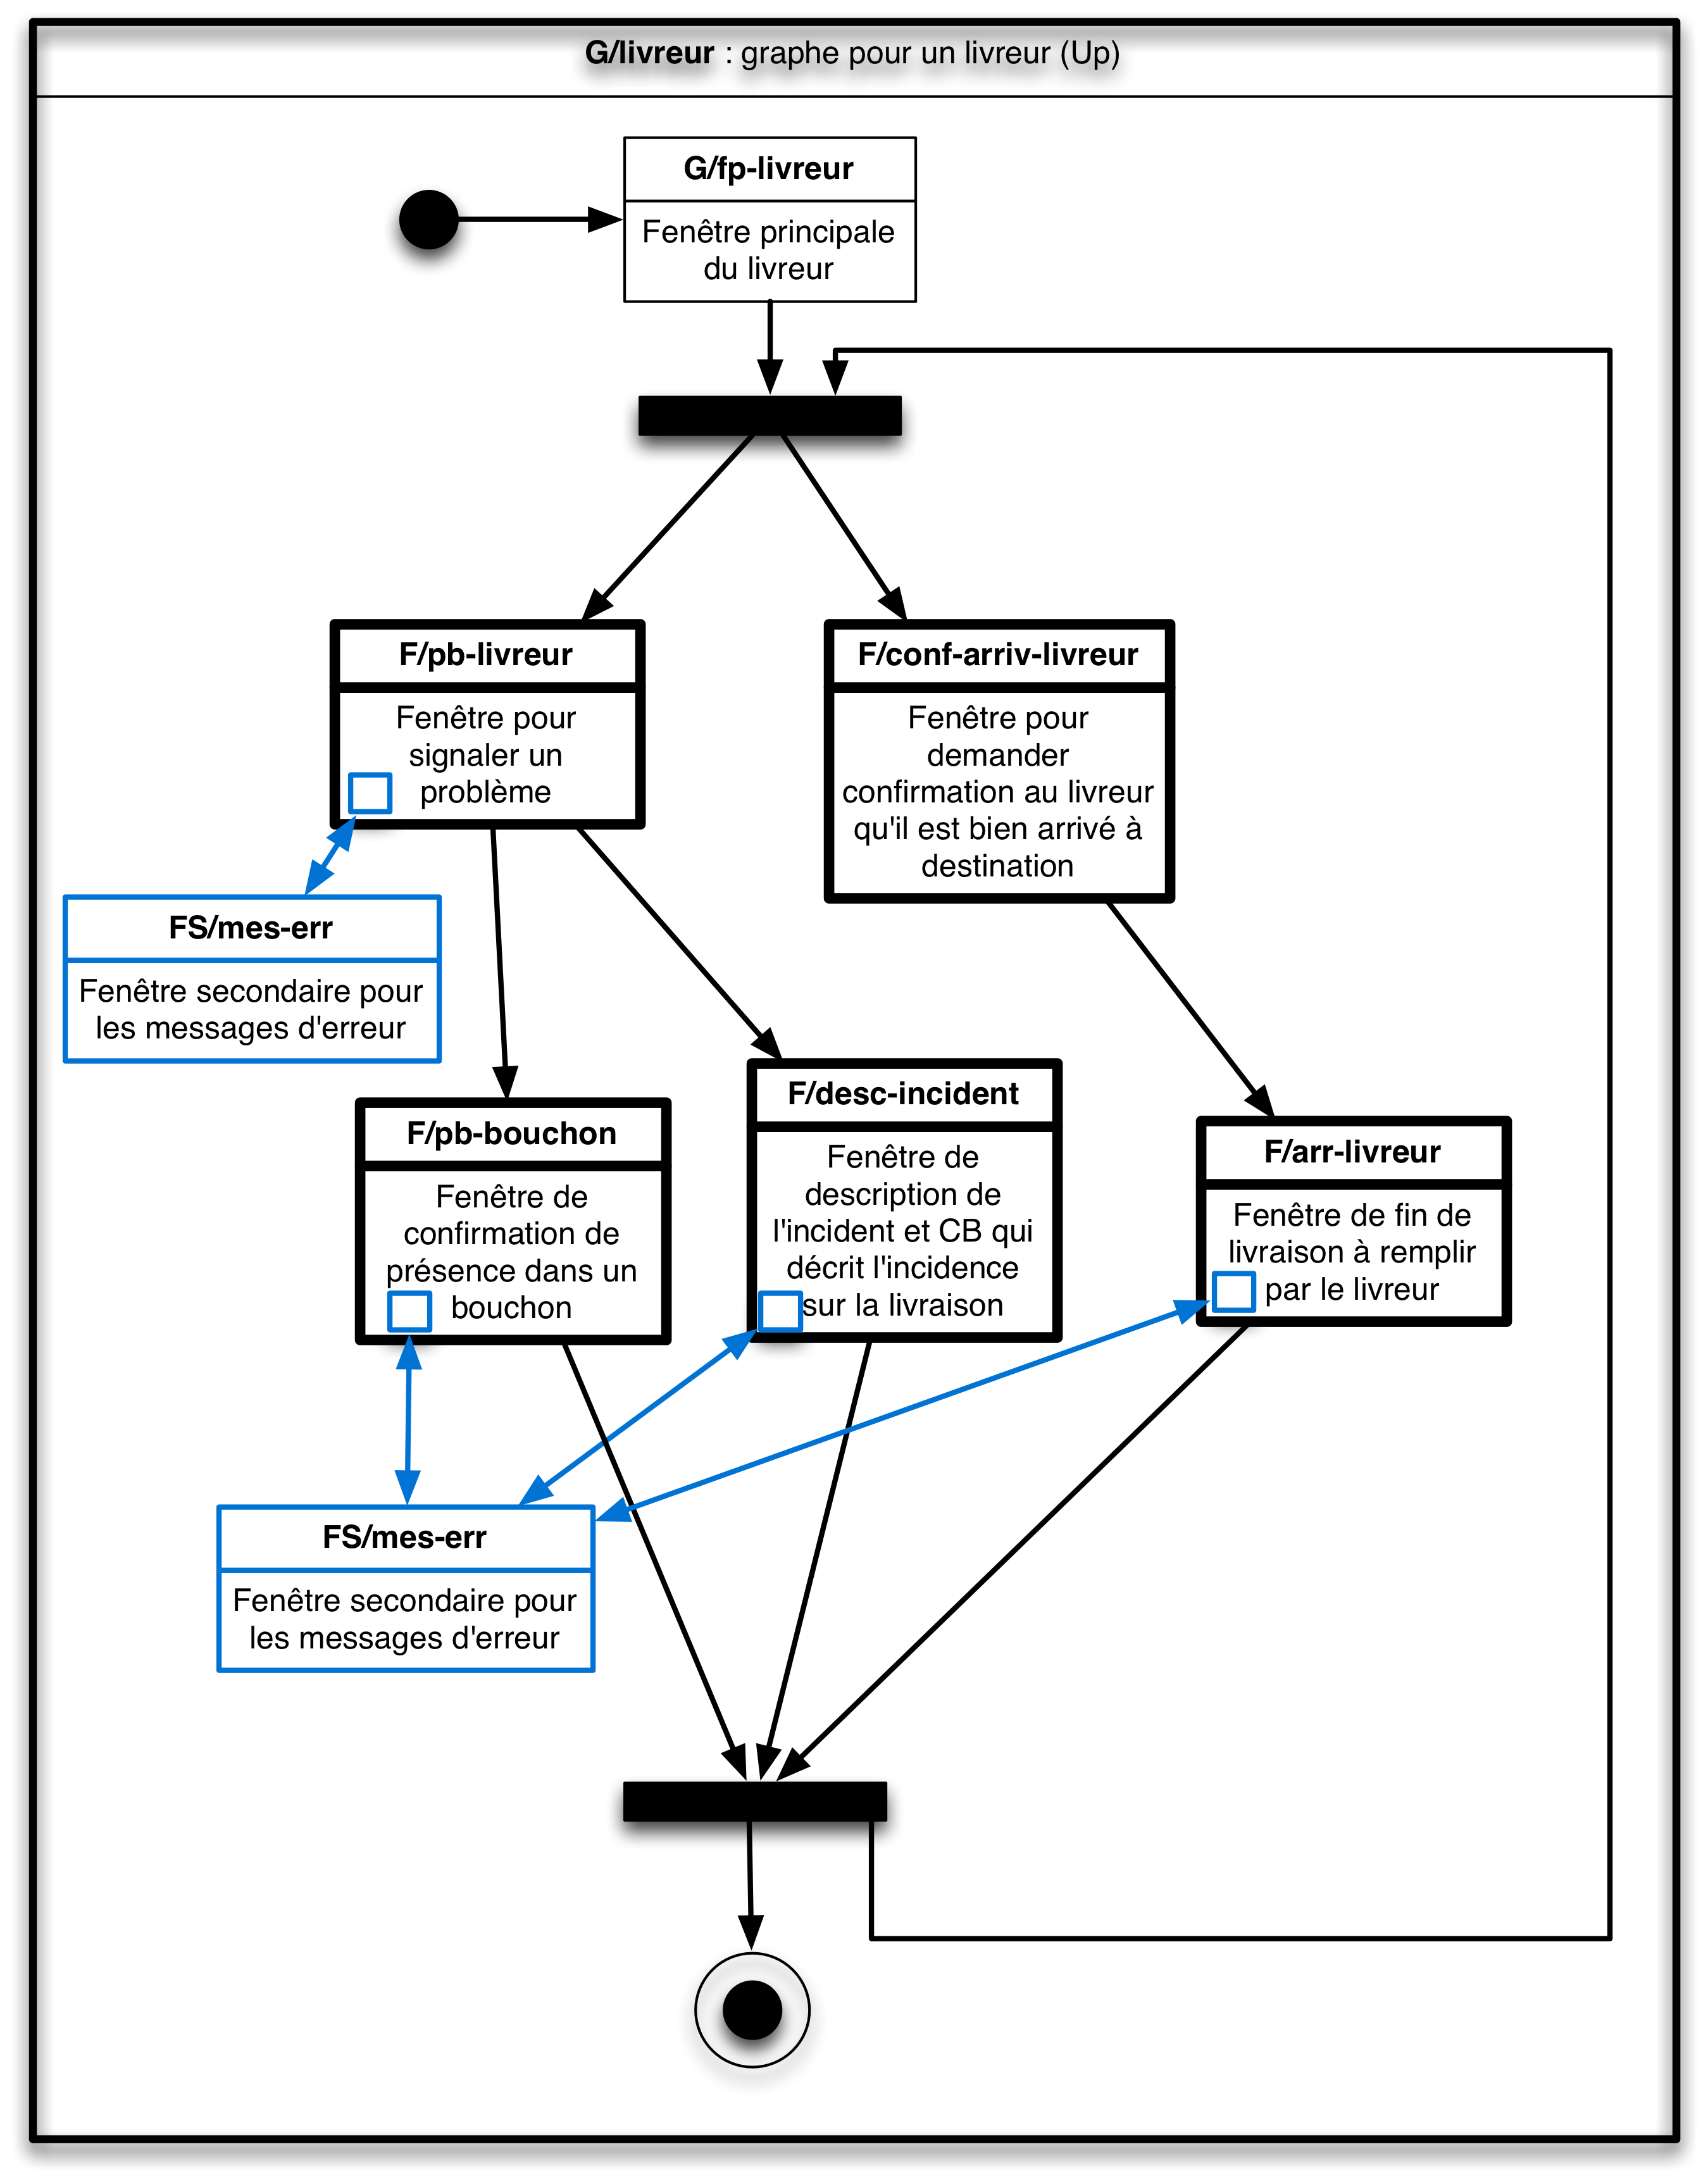 G/livreur : graphe pour un livreur (Up)
G/fp-livreur
Fenêtre principale
du livreur
F/pb-livreur
Fenêtre pour
signaler un
problème
F/conf-arriv-livreur
Fenêtre pour
demander
confirmation au livreur
qu'il est bien arrivé à
destination
FS/mes-err
Fenêtre secondaire pour
les messages d'erreur
F/pb-bouchon
Fenêtre de
confirmation de
présence dans un
bouchon
F/desc-incident
Fenêtre de
description de
l'incident et CB qui
décrit l'incidence
sur la livraison
F/arr-livreur
Fenêtre de fin de
livraison à remplir
par le livreur
FS/mes-err
Fenêtre secondaire pour
les messages d'erreur